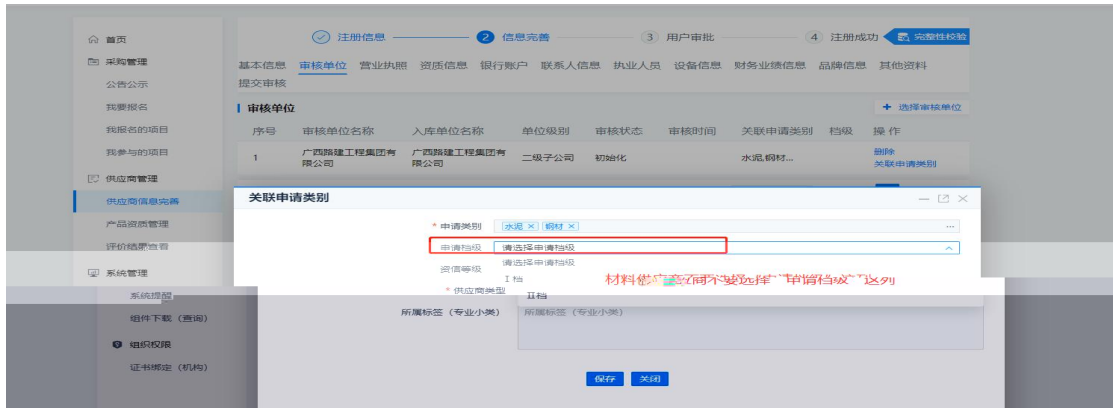 首页
采购管理
公告公示
我要报名
我报名的项目
我参与的项目
供应商管理
供应商信息完善
产品资质管理
评价结果查看
系统管理
系统提醒
组件下载（查询）
组织权限
证书绑定（机构）
注册信息
2 信息完善
3 用户审批
4 注册成功
完整性校验
基本信息 审核单位 营业执照 资质信息 银行账户 联系人信息 执业人员 设备信息 财务业绩信息 品牌信息 其他资料
提交审核
审核单位
+ 选择审核单位
序号 审核单位名称 入库单位名称 单位级别 审核状态 审核时间 关联申请类别 档级 操作
1 广西路建工程集团有限公司 广西路建工程集团有限公司 二级子公司 初始化 水泥,钢材... 删除
关联申请类别
关联申请类别
* 申请类别 水泥 × 钢材 × ...
申请档级 请选择申请档级
请选择申请档级
资信等级 I档
* 供应商类型 II档
所属标签（专业小类） 所属标签（专业小类）
保存 关闭